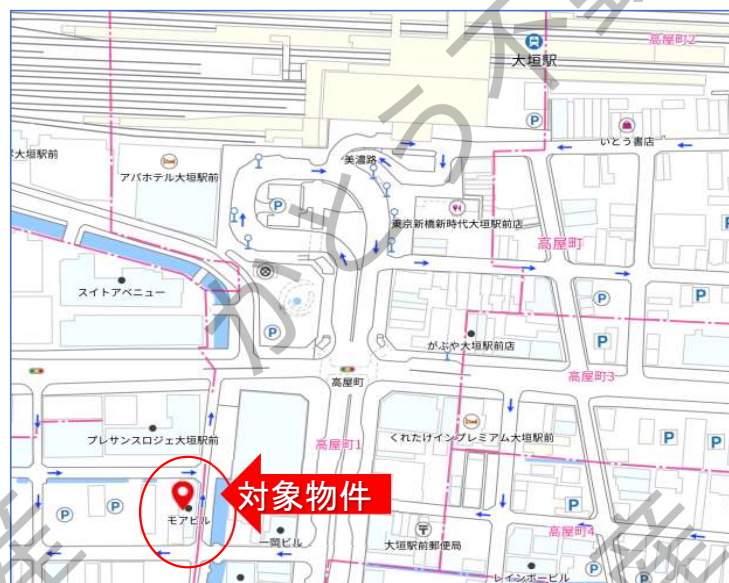 高屋町2
大垣駅
P
いとう書店
大垣駅前
アパホテル大垣駅前
美濃路
P
東京新橋新時代大垣駅前店
高屋町
P
スイトアベニュー
P
P
P
P
がぶや大垣駅前店
高屋町
高屋町3
プレサンスロジェ大垣駅前
高屋町1
くれたけインプレミアム大垣駅前
P
P
対象物件
P
P
モアビル
一岡ビル
大垣駅前郵便局
P
高屋町4
レインボービル
かとう不動産